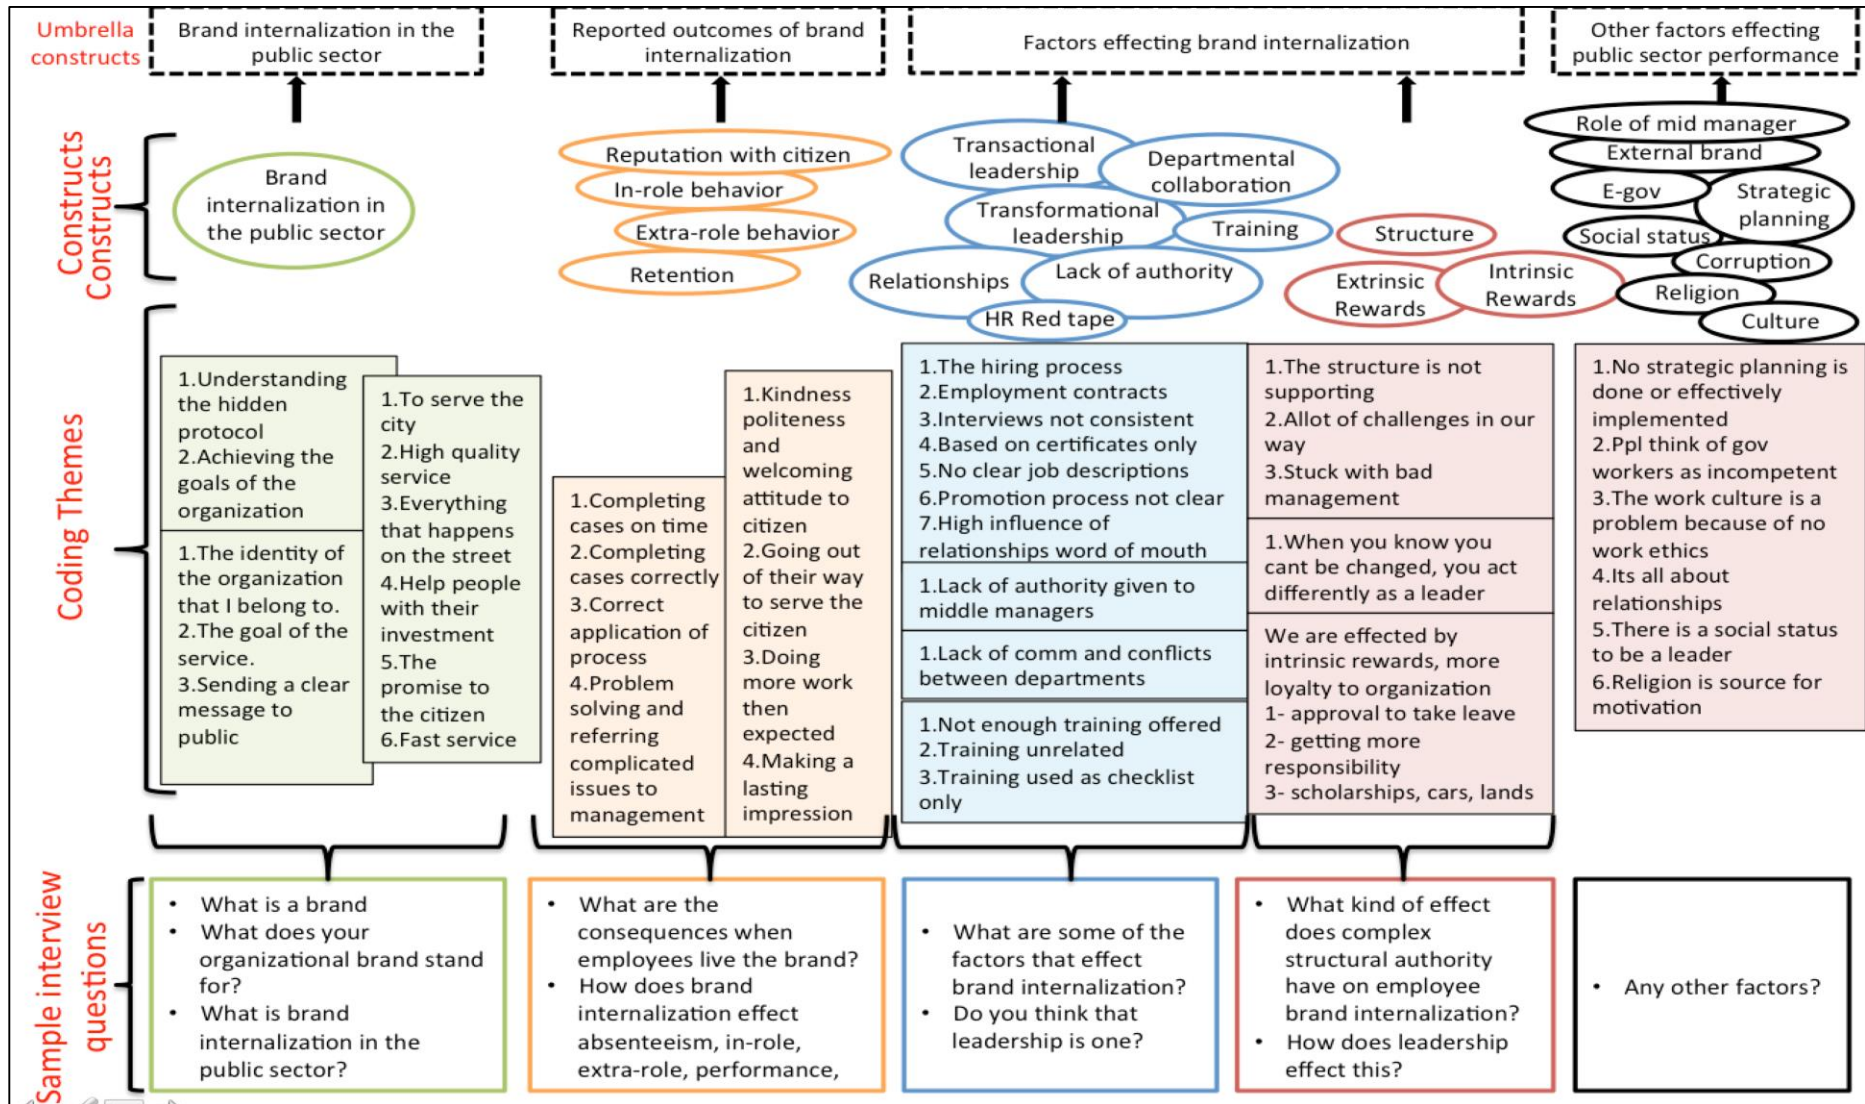 Umbrella
constructs
Brand internalization in the
public sector
Reported outcomes of brand
internalization
Factors effecting brand internalization
Other factors effecting
public sector performance
Constructs
Constructs
Brand
internalization in
the public sector
Reputation with citizen
In-role behavior
Extra-role behavior
Retention
Transactional
leadership
Departmental
collaboration
Transformational
leadership
Training
Relationships
Lack of authority
HR Red tape
Structure
Extrinsic
Rewards
Intrinsic
Rewards
Role of mid manager
External brand
E-gov
Strategic
planning
Social status
Corruption
Religion
Culture
Coding Themes
1.Understanding
the hidden
protocol
2.Achieving the
goals of the
organization
1.The identity of
the organization
that I belong to.
2.The goal of the
service.
3.Sending a clear
message to
public
1.To serve the
city
2.High quality
service
3.Everything
that happens
on the street
4.Help people
with their
investment
5.The
promise to
the citizen
6.Fast service
1.Completing
cases on time
2.Completing
cases correctly
3.Correct
application of
process
4.Problem
solving and
referring
complicated
issues to
management
1.Kindness
politeness
and
welcoming
attitude to
citizen
2.Going out
of their way
to serve the
citizen
3.Doing
more work
then
expected
4.Making a
lasting
impression
1.The hiring process
2.Employment contracts
3.Interviews not consistent
4.Based on certificates only
5.No clear job descriptions
6.Promotion process not clear
7.High influence of
relationships word of mouth
1.Lack of authority given to
middle managers
1.Lack of comm and conflicts
between departments
1.Not enough training offered
2.Training unrelated
3.Training used as checklist
only
1.The structure is not
supporting
2.Allot of challenges in our
way
3.Stuck with bad
management
1.When you know you
cant be changed, you act
differently as a leader
We are effected by
intrinsic rewards, more
loyalty to organization
1- approval to take leave
2- getting more
responsibility
3- scholarships, cars, lands
1.No strategic planning is
done or effectively
implemented
2.Ppl think of gov
workers as incompetent
3.The work culture is a
problem because of no
work ethics
4.Its all about
relationships
5.There is a social status
to be a leader
6.Religion is source for
motivation
Sample interview
questions
• What is a brand
• What does your
organizational brand stand
for?
• What is brand
internalization in the
public sector?
• What are the
consequences when
employees live the brand?
• How does brand
internalization effect
absenteeism, in-role,
extra-role, performance,
• What are some of the
factors that effect
brand internalization?
• Do you think that
leadership is one?
• What kind of effect
does complex
structural authority
have on employee
brand internalization?
• How does leadership
effect this?
• Any other factors?